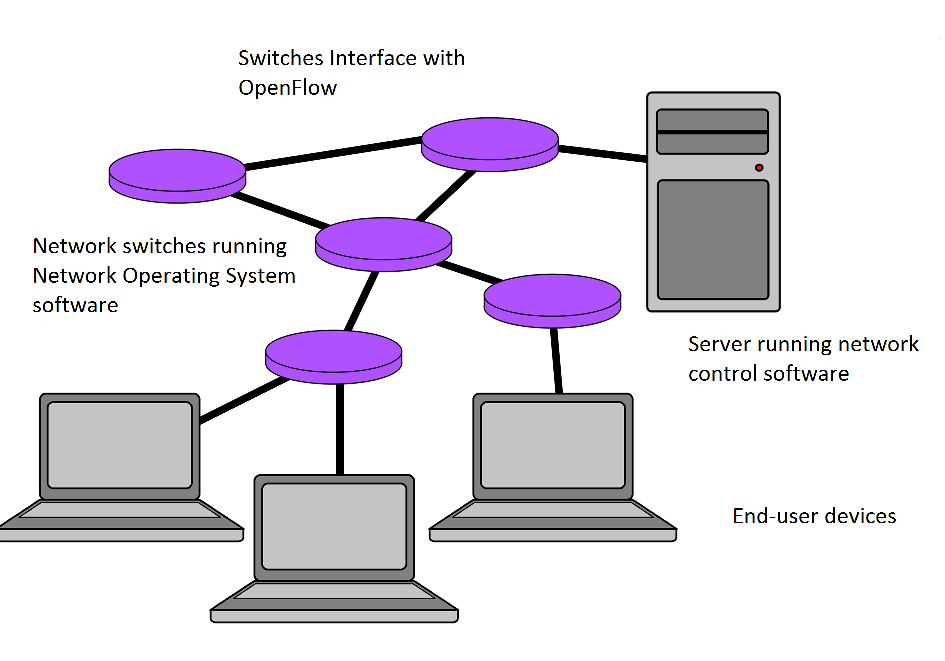 Switches Interface with
OpenFlow
Network switches running
Network Operating System
software
Server running network
control software
End-user devices